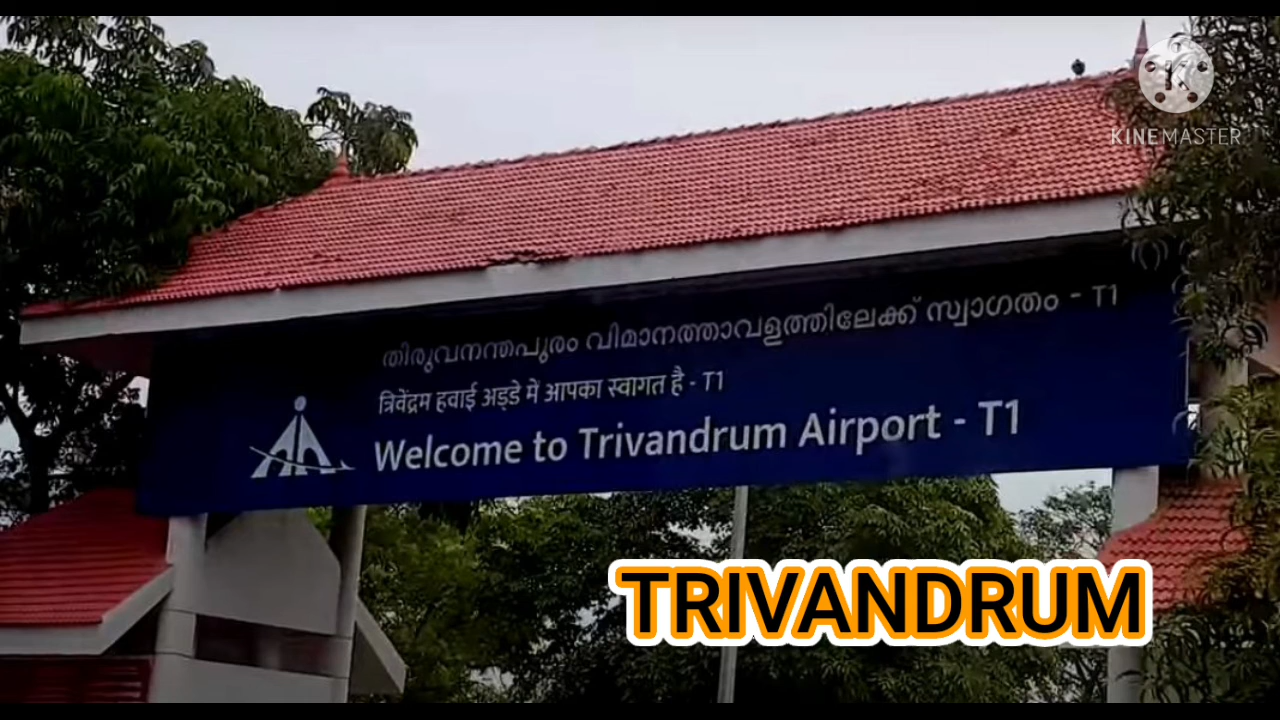 KINEMASTER
തിരുവനന്തപുരം വിമാനത്താവളത്തിലേക്ക് സ്വാഗതം - T1
त्रिवेंद्रम हवाई अड्डे में आपका स्वागत है - T1
Welcome to Trivandrum Airport - T1
TRIVANDRUM